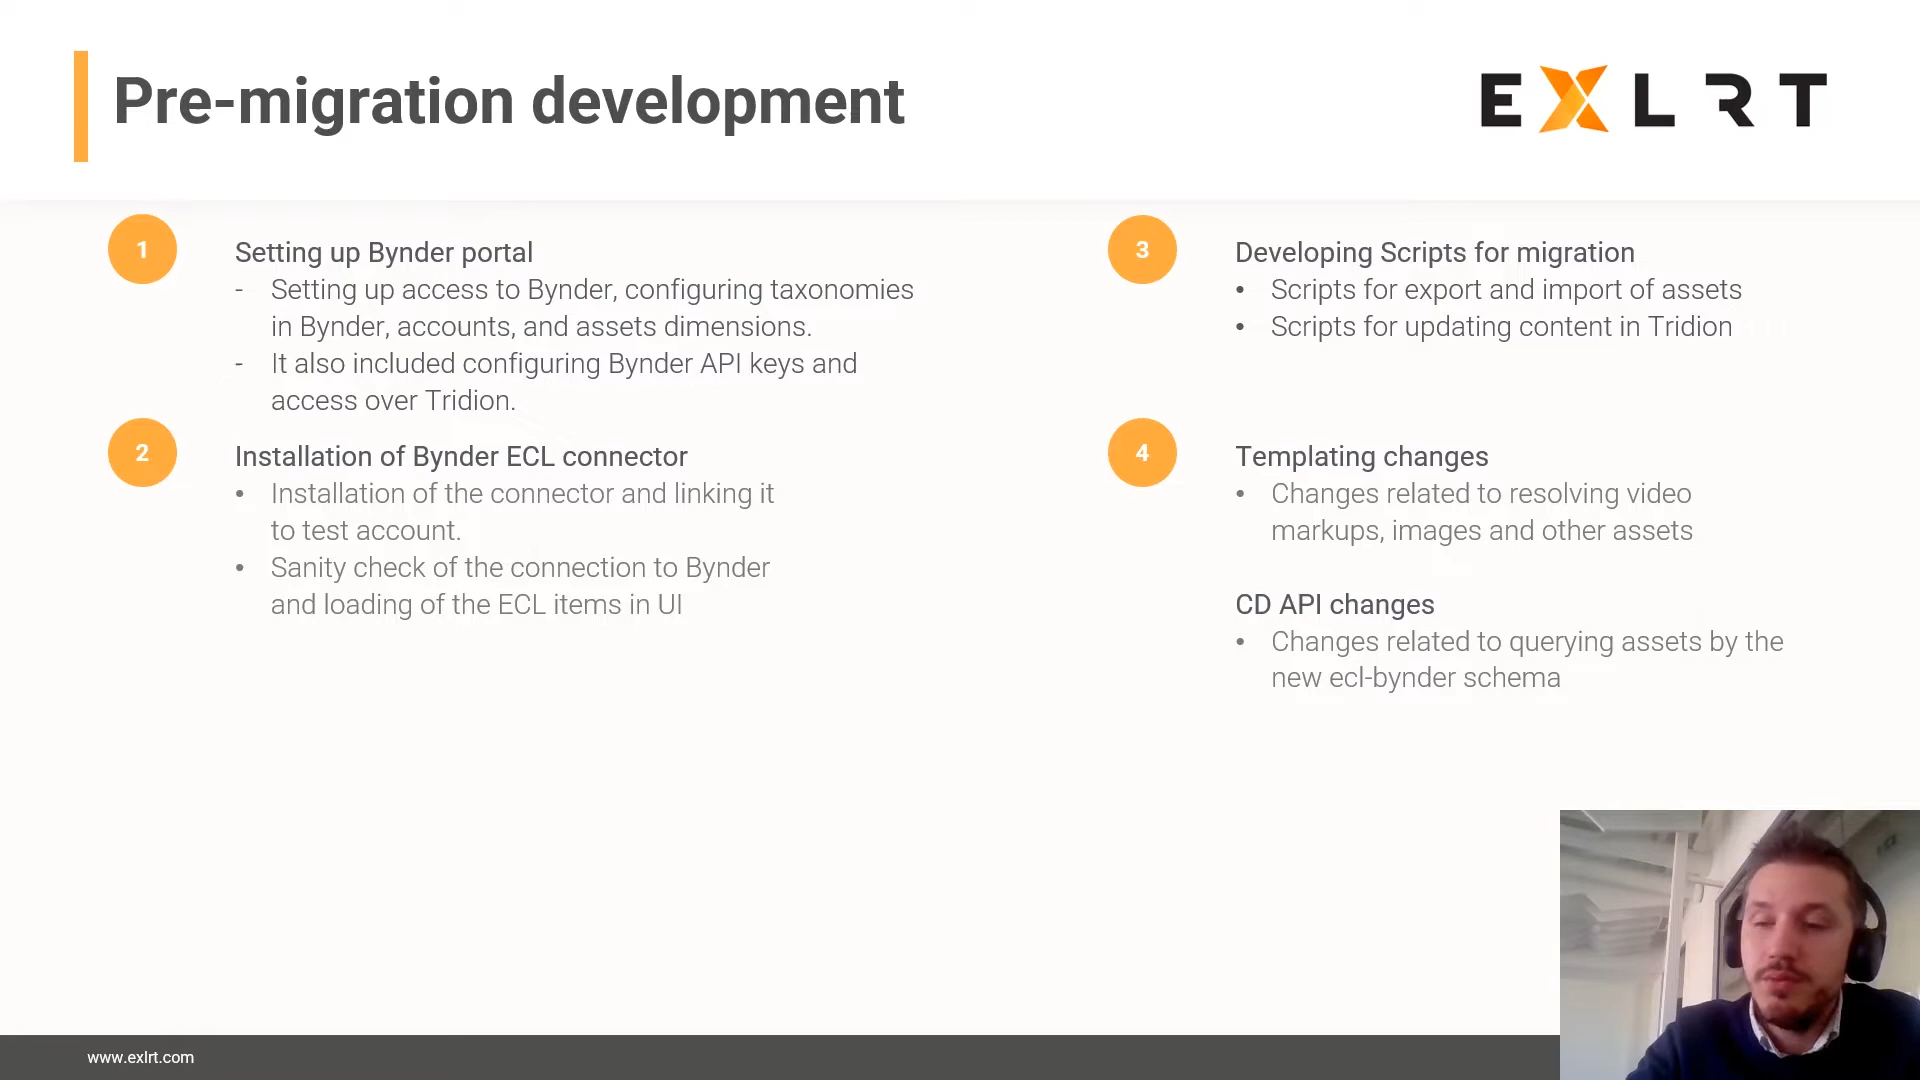 Pre-migration development
EXLRT
1
Setting up Bynder portal
- Setting up access to Bynder, configuring taxonomies
in Bynder, accounts, and assets dimensions.
- It also included configuring Bynder API keys and
access over Tridion.
2
Installation of Bynder ECL connector
• Installation of the connector and linking it
to test account.
• Sanity check of the connection to Bynder
and loading of the ECL items in UI
3
Developing Scripts for migration
• Scripts for export and import of assets
• Scripts for updating content in Tridion
4
Templating changes
• Changes related to resolving video
markups, images and other assets
CD API changes
• Changes related to querying assets by the
new ecl-bynder schema
www.exlrt.com